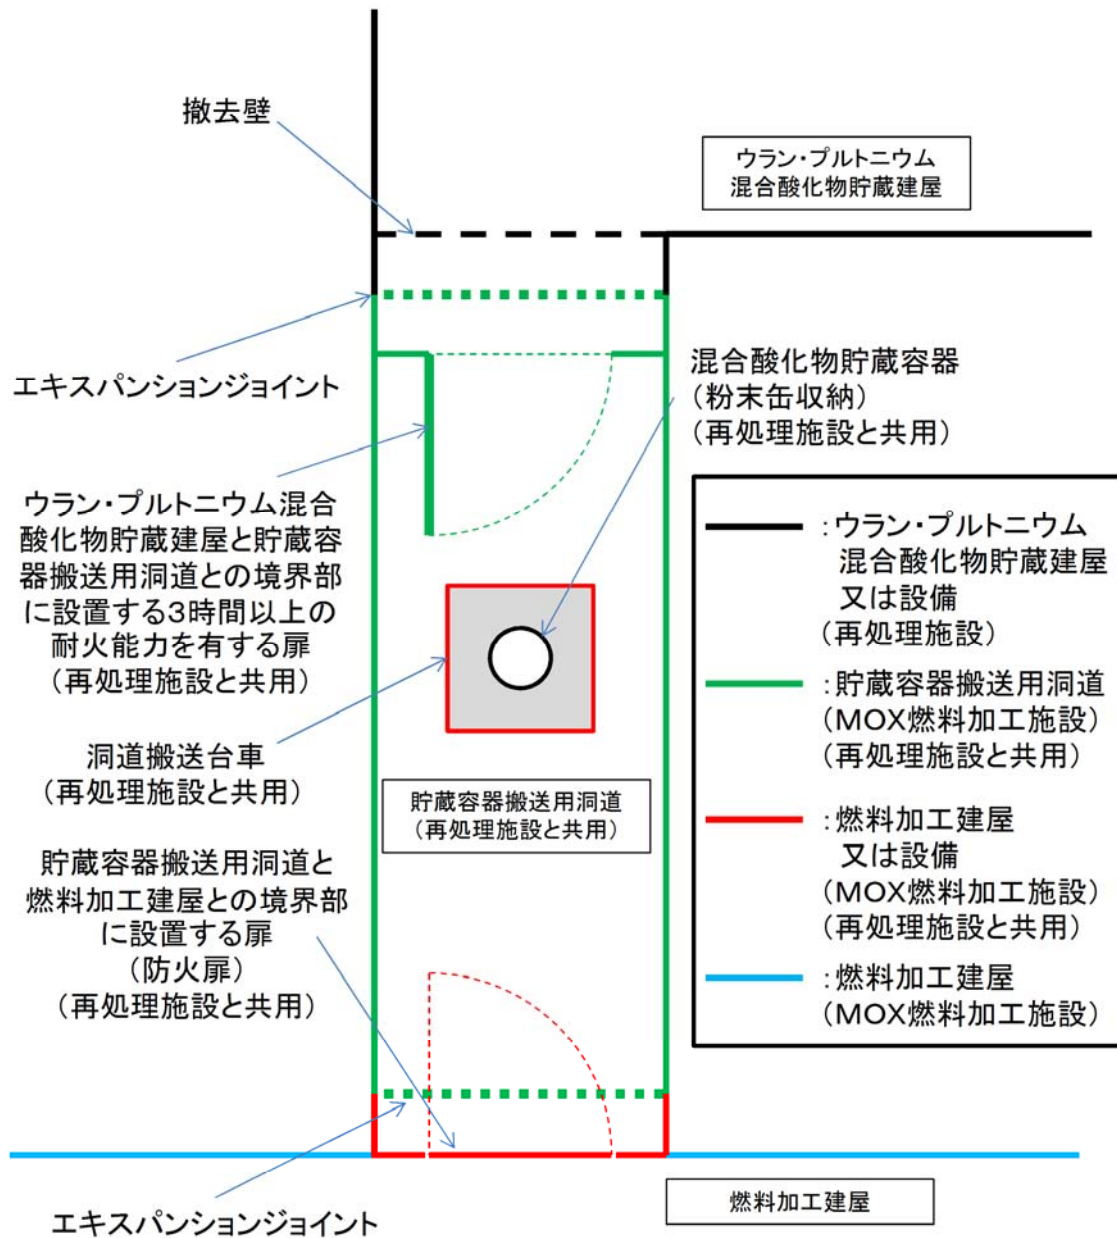 撤去壁
ウラン・プルトニウム
混合酸化物貯蔵建屋
エキスパンションジョイント
混合酸化物貯蔵容器
（粉末缶収納）
（再処理施設と共用）
ウラン・プルトニウム混合
酸化物貯蔵建屋と貯蔵容
器搬送用洞道との境界部
に設置する3時間以上の
耐火能力を有する扉
（再処理施設と共用）
洞道搬送台車
（再処理施設と共用）
貯蔵容器搬送用洞道
（再処理施設と共用）
貯蔵容器搬送用洞道と
燃料加工建屋との境界部
に設置する扉
（防火扉）
（再処理施設と共用）
エキスパンションジョイント
燃料加工建屋
：ウラン・プルトニウム
混合酸化物貯蔵建屋
又は設備
（再処理施設）
：貯蔵容器搬送用洞道
（MOX燃料加工施設）
（再処理施設と共用）
：燃料加工建屋
又は設備
（MOX燃料加工施設）
（再処理施設と共用）
：燃料加工建屋
（MOX燃料加工施設）